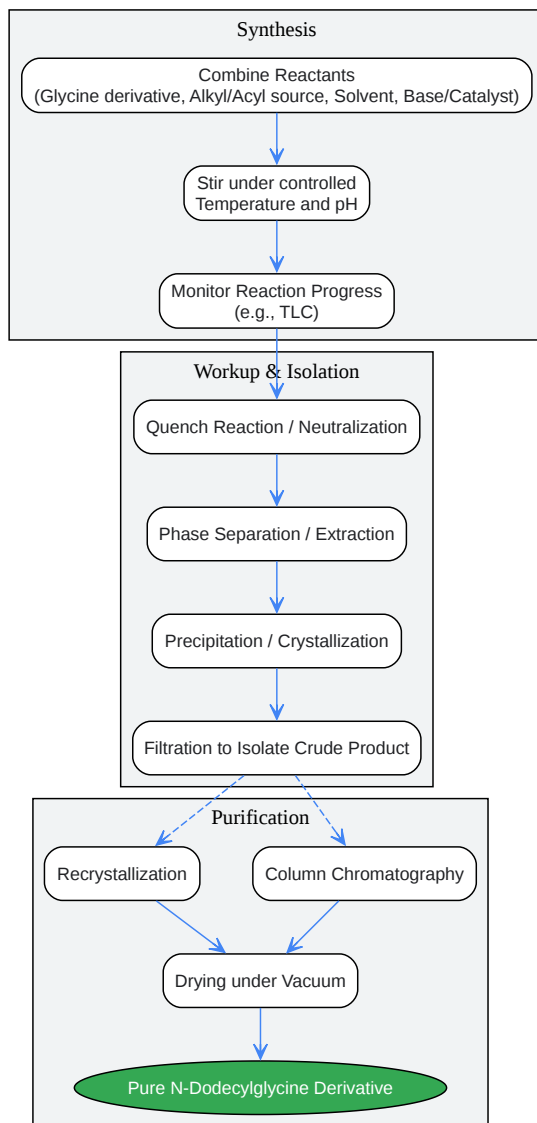 Synthesis
Combine Reactants
(Glycine derivative, Alkyl/Acyl source, Solvent, Base/Catalyst)
Stir under controlled
Temperature and pH
Monitor Reaction Progress
(e.g., TLC)
Workup & Isolation
Quench Reaction / Neutralization
Phase Separation / Extraction
Precipitation / Crystallization
Filtration to Isolate Crude Product
Purification
Recrystallization
Column Chromatography
Drying under Vacuum
Pure N-Dodecylglycine Derivative